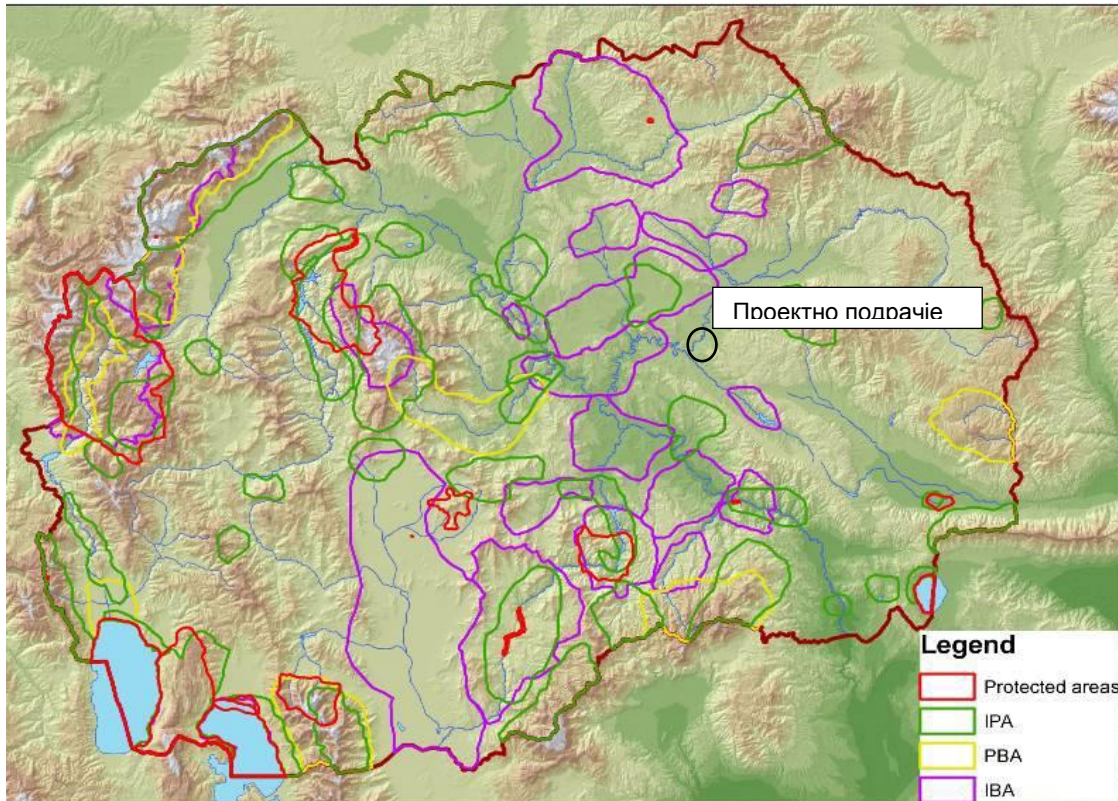 Проектно подрачје
Legend
Protected areas
IPA
PBA
IBA